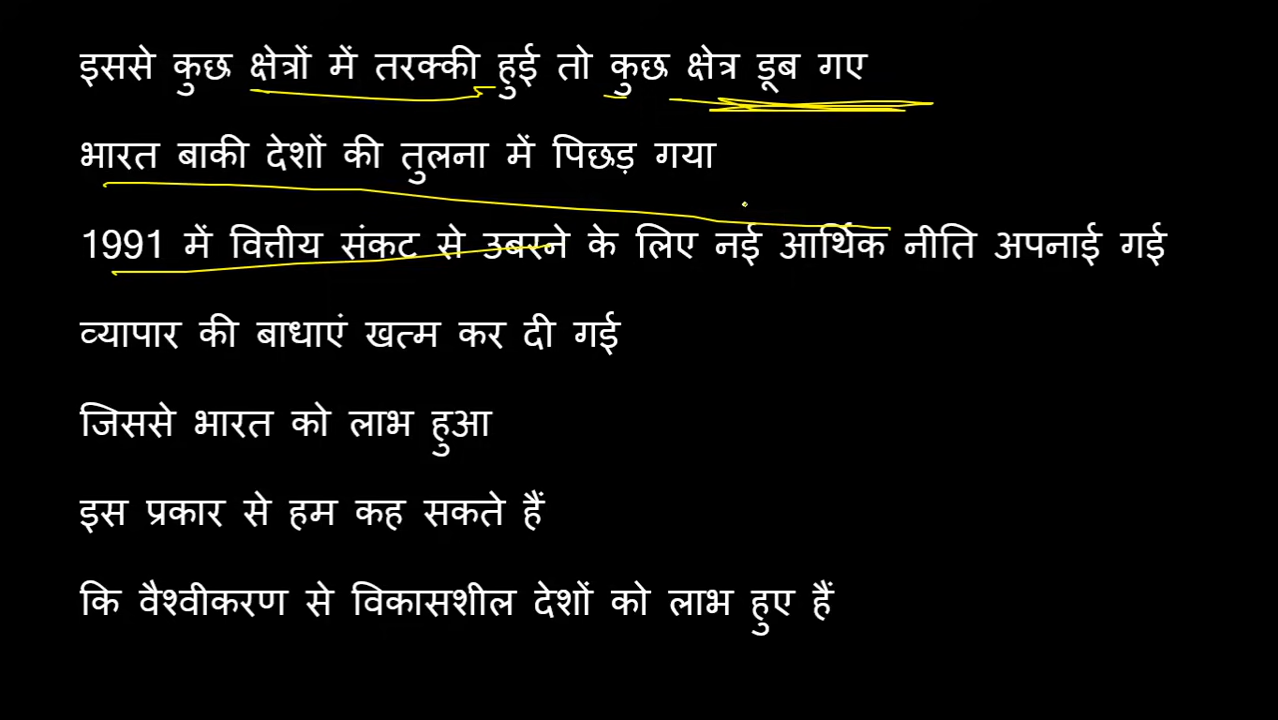 इससे कुछ क्षेत्रों में तरक्की हुई तो कुछ क्षेत्र डूब गए
भारत बाकी देशों की तुलना में पिछड़ गया
1991 में वित्तीय संकट से उबरने के लिए नई आर्थिक नीति अपनाई गई
व्यापार की बाधाएं खत्म कर दी गई
जिससे भारत को लाभ हुआ
इस प्रकार से हम कह सकते हैं
कि वैश्वीकरण से विकासशील देशों को लाभ हुए हैं